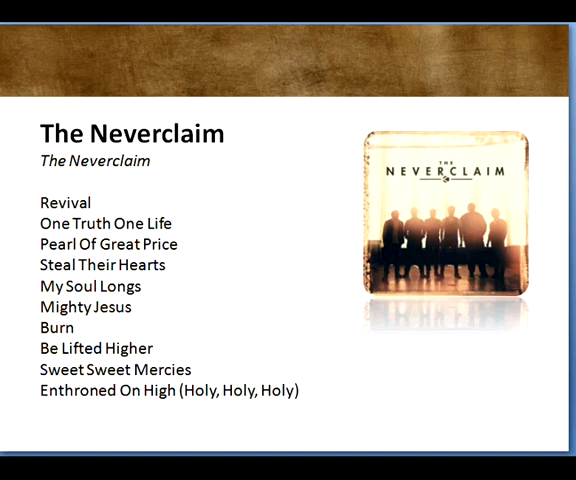 The Neverclaim
The Neverclaim
Revival
One Truth One Life
Pearl Of Great Price
Steal Their Hearts
My Soul Longs
Mighty Jesus
Burn
Be Lifted Higher
Sweet Sweet Mercies
Enthroned On High (Holy, Holy, Holy)
THE
NEVERCLAIM